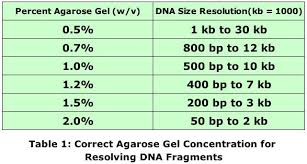 Percent Agarose Gel (w/v) DNA Size Resolution(kb = 1000)
0.5% 1 kb to 30 kb
0.7% 800 bp to 12 kb
1.0% 500 bp to 10 kb
1.2% 400 bp to 7 kb
1.5% 200 bp to 3 kb
2.0% 50 bp to 2 kb
Table 1: Correct Agarose Gel Concentration for
Resolving DNA Fragments